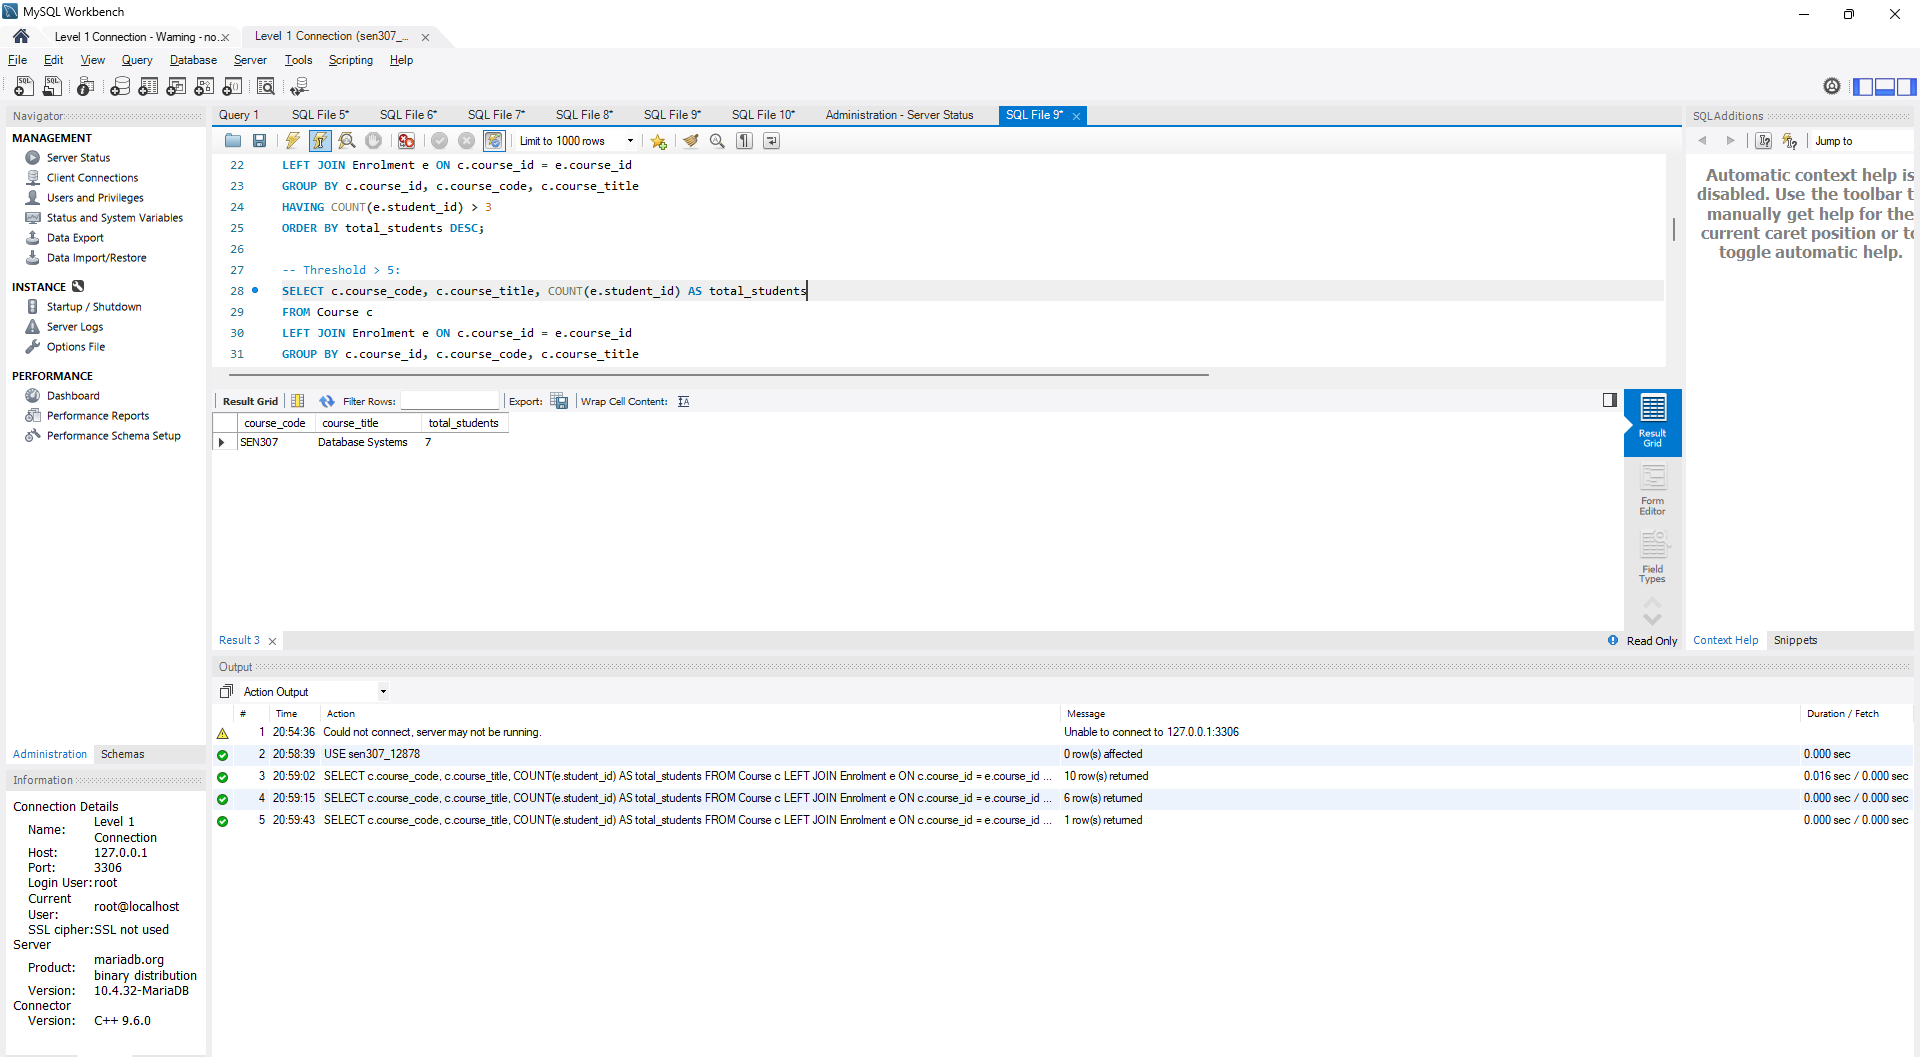 MySQL Workbench
Level 1 Connection - Warning - no...
Level 1 Connection (sen307_...
File Edit View Query Database Server Tools Scripting Help
Navigator
MANAGEMENT
Server Status
Client Connections
Users and Privileges
Status and System Variables
Data Export
Data Import/Restore
INSTANCE
Startup / Shutdown
Server Logs
Options File
PERFORMANCE
Dashboard
Performance Reports
Performance Schema Setup
Administration Schemas
Information
Connection Details
Name: Level 1 Connection
Host: 127.0.0.1
Port: 3306
Login User: root
Current User: root@localhost
SSL cipher: SSL not used
Server
Product: mariadb.org binary distribution
Version: 10.4.32-MariaDB
Connector
Version: C++ 9.6.0
Query 1 SQL File 5* SQL File 6* SQL File 7* SQL File 8* SQL File 9* SQL File 10* Administration - Server Status SQL File 9*
Limit to 1000 rows
22 LEFT JOIN Enrolment e ON c.course_id = e.course_id
23 GROUP BY c.course_id, c.course_code, c.course_title
24 HAVING COUNT(e.student_id) > 3
25 ORDER BY total_students DESC;
26
27 -- Threshold > 5:
28 SELECT c.course_code, c.course_title, COUNT(e.student_id) AS total_students
29 FROM Course c
30 LEFT JOIN Enrolment e ON c.course_id = e.course_id
31 GROUP BY c.course_id, c.course_code, c.course_title
Result Grid Filter Rows: Export: Wrap Cell Content:
course_code course_title total_students
SEN307 Database Systems 7
Result Grid
Form Editor
Field Types
Result 3
Read Only
SQLAdditions
Jump to
Automatic context help is
disabled. Use the toolbar t
manually get help for the
current caret position or to
toggle automatic help.
Context Help Snippets
Output
Action Output
# Time Action Message Duration / Fetch
1 20:54:36 Could not connect, server may not be running. Unable to connect to 127.0.0.1:3306
2 20:58:39 USE sen307_12878 0 row(s) affected 0.000 sec
3 20:59:02 SELECT c.course_code, c.course_title, COUNT(e.student_id) AS total_students FROM Course c LEFT JOIN Enrolment e ON c.course_id = e.course_id ... 10 row(s) returned 0.016 sec / 0.000 sec
4 20:59:15 SELECT c.course_code, c.course_title, COUNT(e.student_id) AS total_students FROM Course c LEFT JOIN Enrolment e ON c.course_id = e.course_id ... 6 row(s) returned 0.000 sec / 0.000 sec
5 20:59:43 SELECT c.course_code, c.course_title, COUNT(e.student_id) AS total_students FROM Course c LEFT JOIN Enrolment e ON c.course_id = e.course_id ... 1 row(s) returned 0.000 sec / 0.000 sec